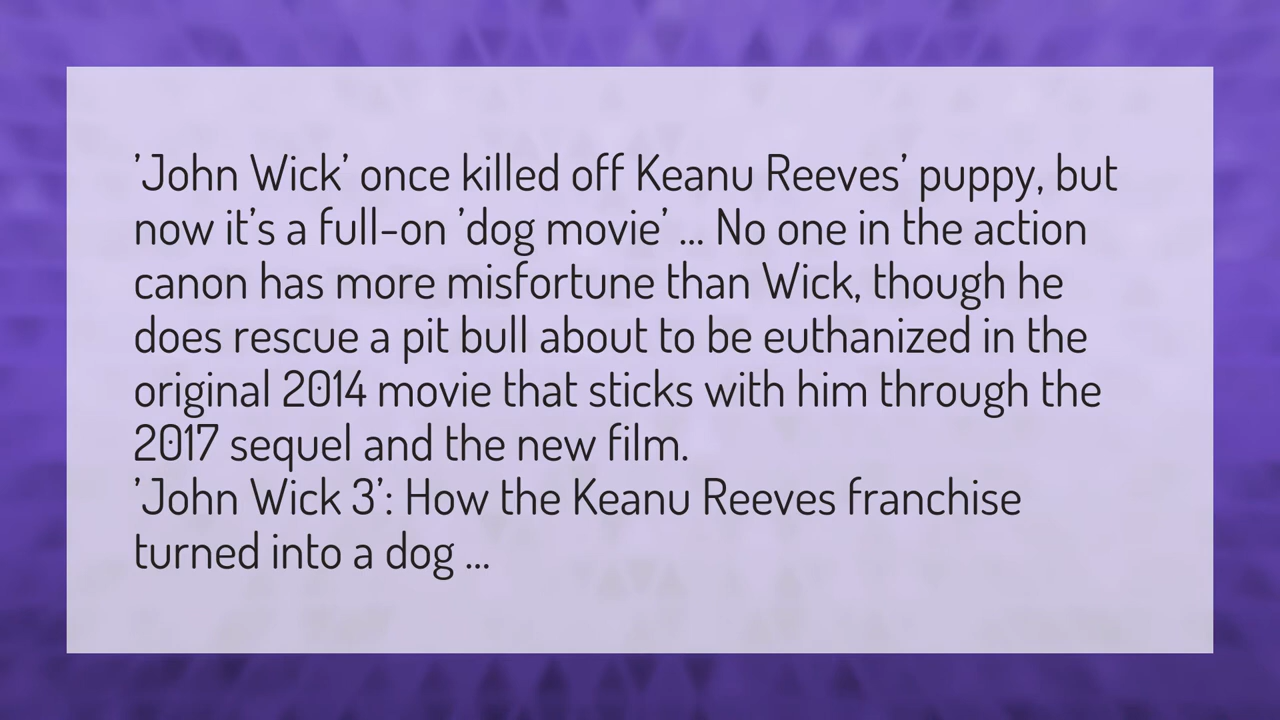 ’John Wick’ once killed off Keanu Reeves’ puppy, but
now it’s a full-on ’dog movie’ ... No one in the action
canon has more misfortune than Wick, though he
does rescue a pit bull about to be euthanized in the
original 2014 movie that sticks with him through the
2017 sequel and the new film.
’John Wick 3’: How the Keanu Reeves franchise
turned into a dog ...